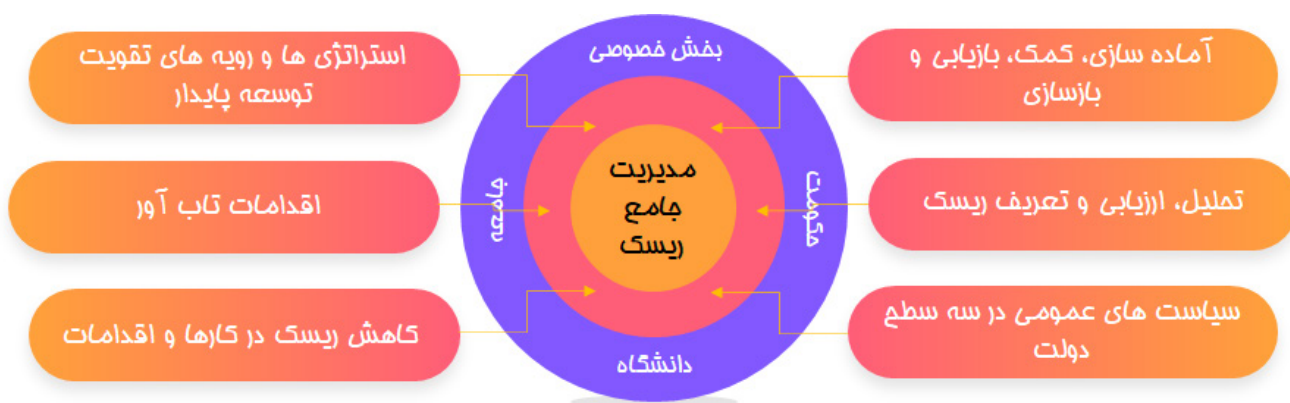 آماده سازی، کمک، بازیابی و
بازسازی
تحلیل، ارزیابی و تعریف ریسک
سیاست های عمومی در سه سطح
دولت
بخش خصوصی
حکومت
دانشگاه
جامعه
مدیریت
جامع
ریسک
استراتژی ها و رویه های تقویت
توسعه پایدار
اقدامات تاب آور
کاهش ریسک در کارها و اقدامات